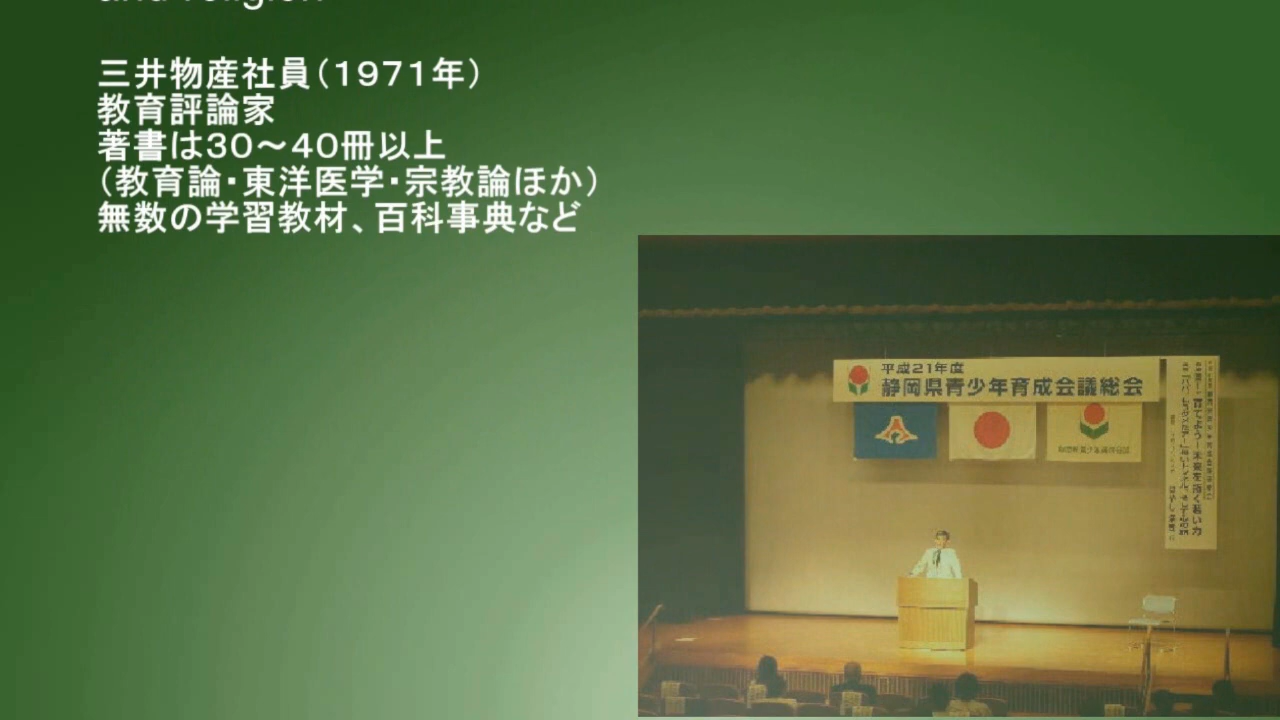 and religion
三井物産社員（1971年）
教育評論家
著書は30～40冊以上
（教育論・東洋医学・宗教論ほか）
無数の学習教材、百科事典など
平成21年度
静岡県青少年育成会議総会